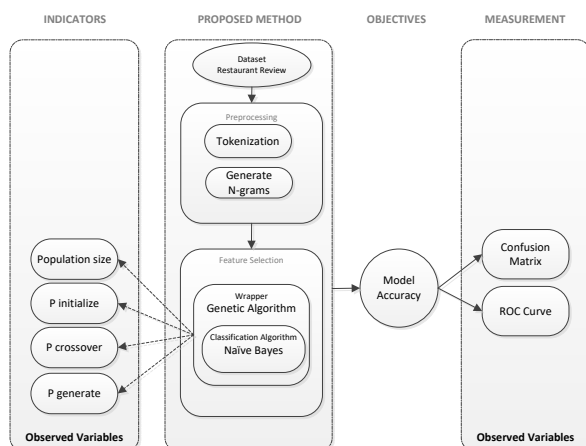 INDICATORS
PROPOSED METHOD
OBJECTIVES
MEASUREMENT
Dataset
Restaurant Review
Preprocessing
Tokenization
Generate
N-grams
Feature Selection
Wrapper
Genetic Algorithm
Classification Algorithm
Naïve Bayes
Population size
P initialize
P crossover
P generate
Observed Variables
Model
Accuracy
Confusion
Matrix
ROC Curve
Observed Variables